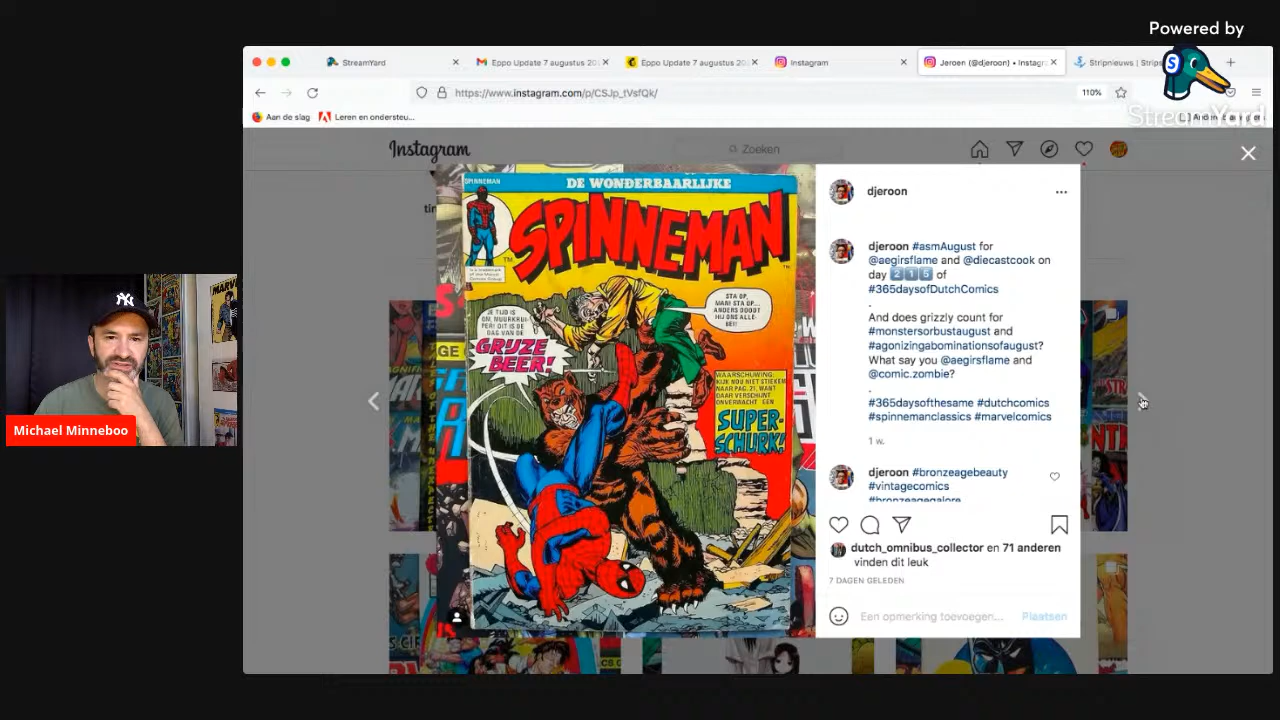 Powered by
StreamYard
StreamYard
Eppo Update 7 augustus 20
Eppo Update 7 augustus 20
Instagram
Jeroen (@djeroon) • Instagr
Stripnieuws | Strips
https://www.instagram.com/p/CSJp_tVsfQk/
110%
Aan de slag
Leren en ondersteu...
Instagram
Zoeken
SPINNEMAN
DE WONDERBAARLIJKE
SPINNEMAN
TM
STA OP,
MAN! STA OP...
ANDERS DOODT
HIJ ONS ALLE-
BEI!
JE TIJD IS
OM, MUURKRUI-
PER! DIT IS DE
DAG VAN DE
GRIJZE
BEER!
WAARSCHUWING:
KIJK NOU NIET STIEKEM
NAAR PAG. 21, WANT
DAAR VERSCHIJNT
ONVERWACHT EEN
SUPER-
SCHURK!
djeroon
djeroon #asmAugust for
@aegirsflame and @diecastcook on
day 2 1 5 of
#365daysofDutchComics
.
And does grizzly count for
#monstersorbustaugust and
#agonizingabominationsofaugust?
What say you @aegirsflame and
@comic.zombie?
.
#365daysofthesame #dutchcomics
#spinnemanclassics #marvelcomics
1 w.
djeroon #bronzeagebeauty
#vintagecomics
#bronzeagegalore
dutch_omnibus_collector en 71 anderen
vinden dit leuk
7 DAGEN GELEDEN
Een opmerking toevoegen...
Plaatsen
Michael Minneboo